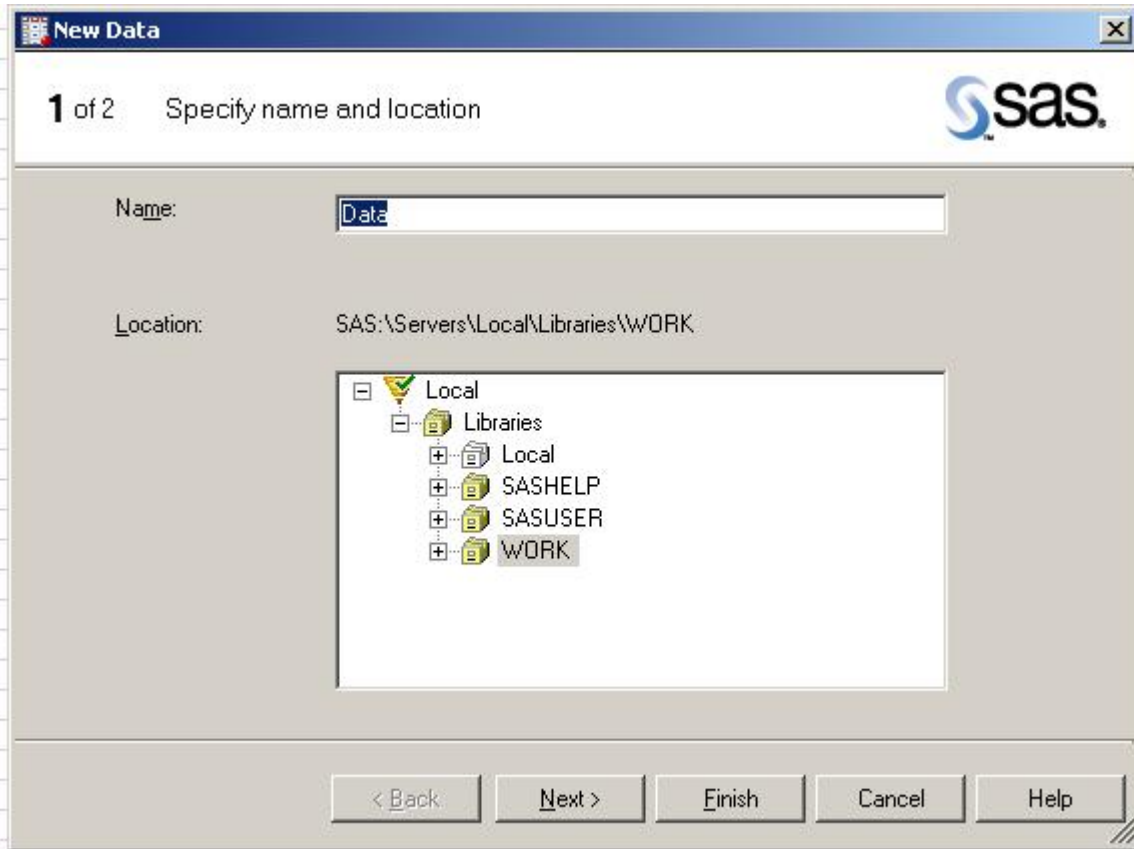 New Data
1 of 2 Specify name and location
sas.
TM
Name: Data
Location: SAS:\Servers\Local\Libraries\WORK
Local
Libraries
Local
SASHELP
SASUSER
WORK
< Back Next > Finish Cancel Help